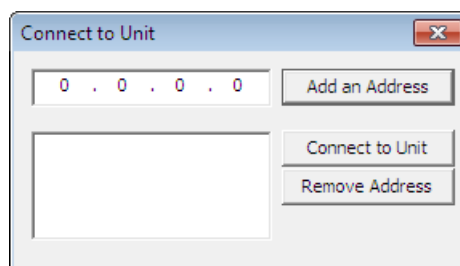 Connect to Unit
0 . 0 . 0 . 0
Add an Address
Connect to Unit
Remove Address